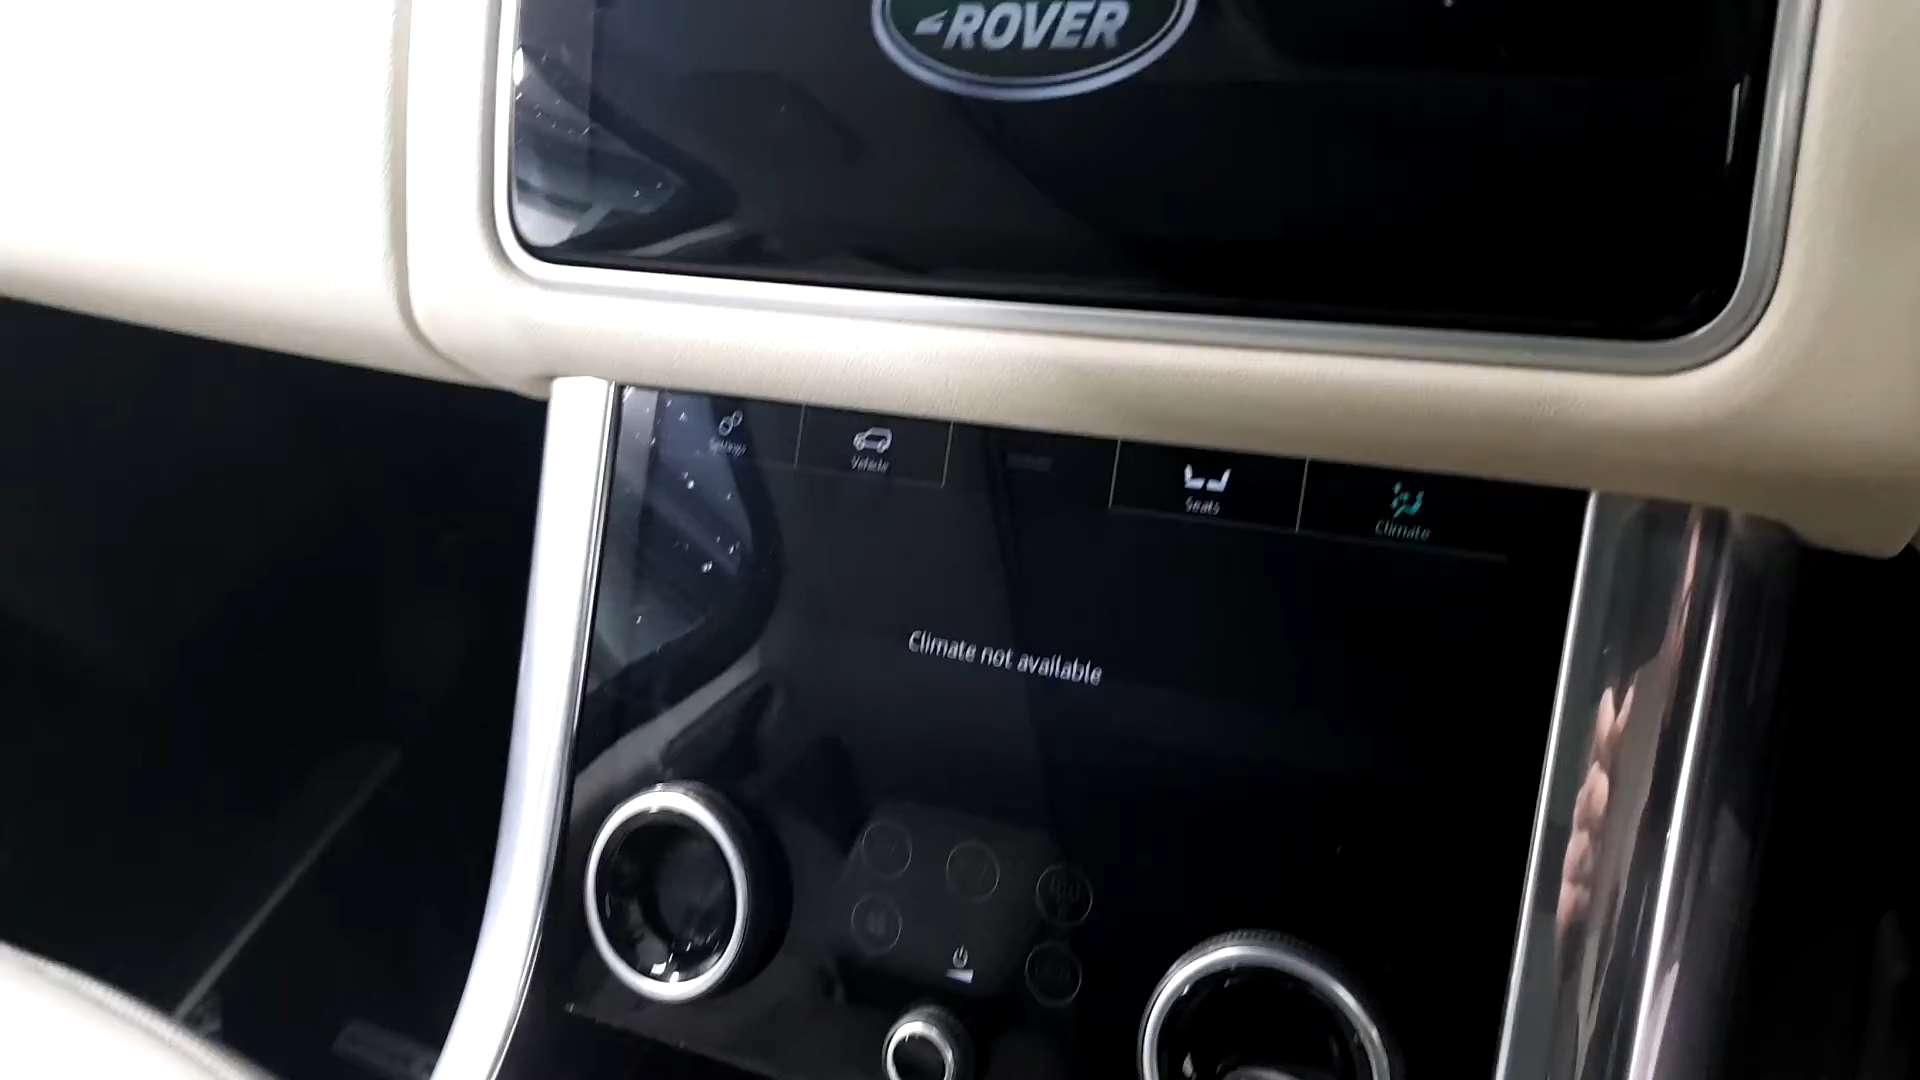 ROVER
Settings
Vehicle
Seats
Climate
Climate not available